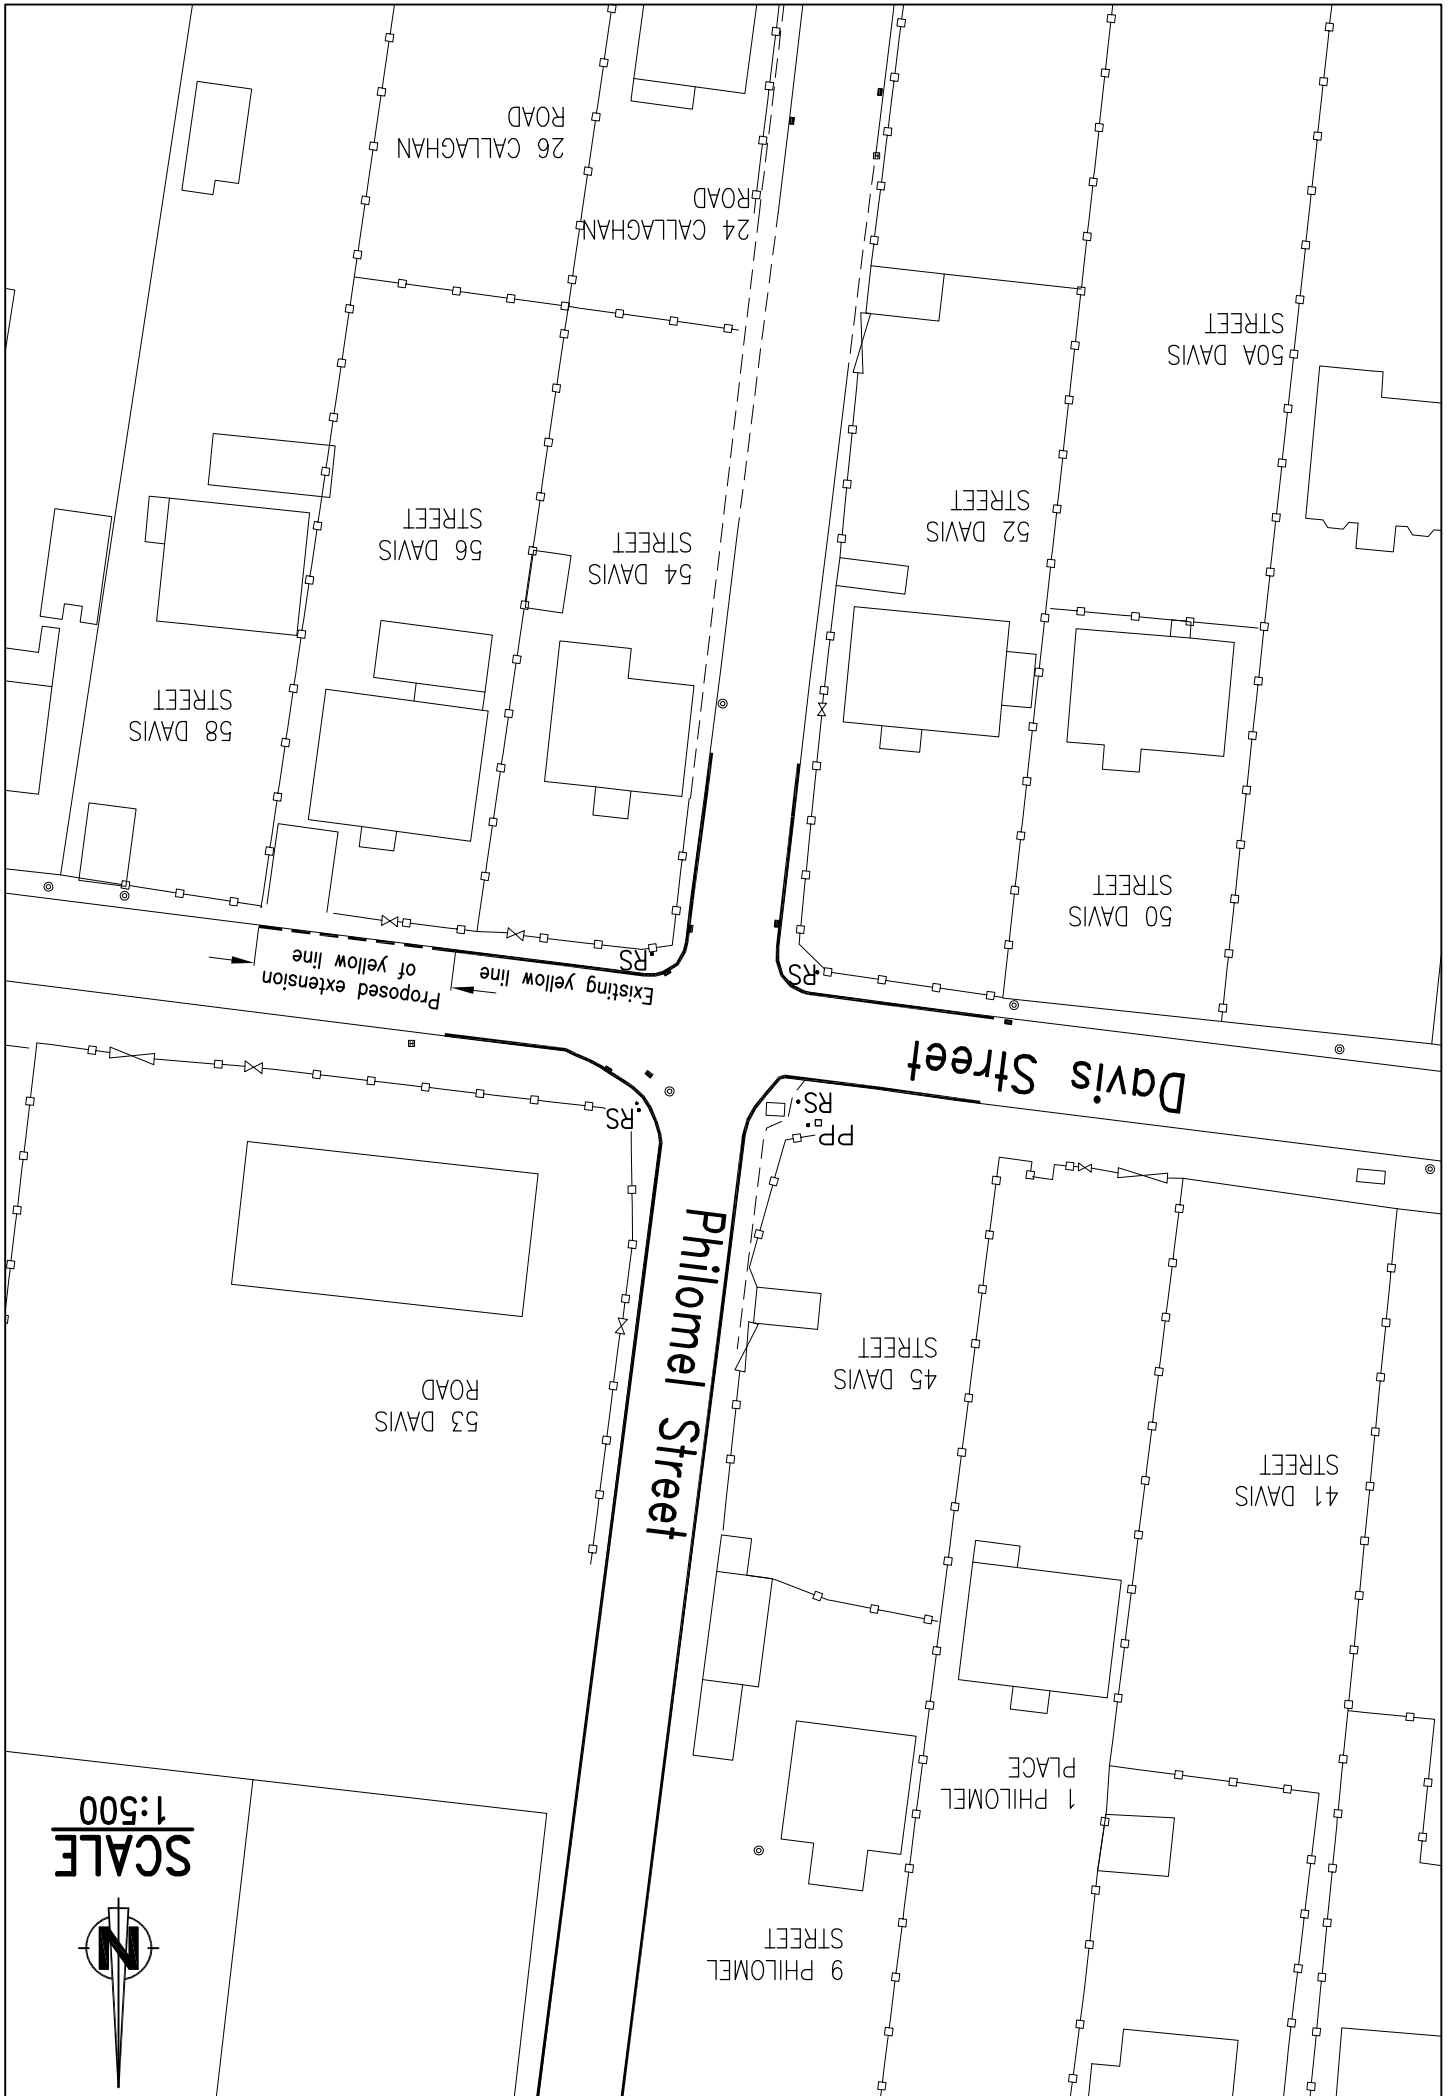 9 PHILOMEL
STREET
N
SCALE
1:500
1 PHILOMEL
PLACE
41 DAVIS
STREET
53 DAVIS
ROAD
45 DAVIS
STREET
Philomel Street
PP
RS
RS
Davis Street
Existing yellow line
Proposed extension
of yellow line
RS
RS
50 DAVIS
STREET
58 DAVIS
STREET
54 DAVIS
STREET
56 DAVIS
STREET
52 DAVIS
STREET
50A DAVIS
STREET
24 CALLAGHAN
ROAD
26 CALLAGHAN
ROAD